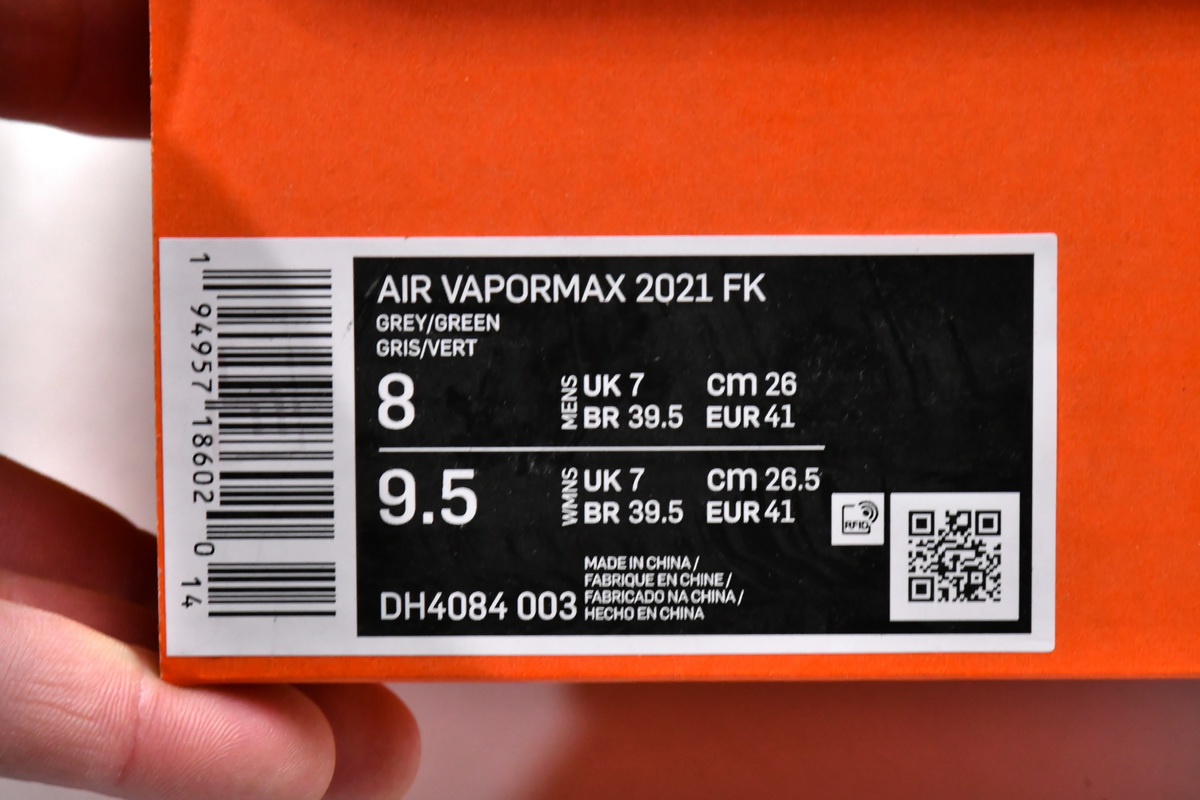 1 94957 18602 0 14
AIR VAPORMAX 2021 FK
GREY/GREEN
GRIS/VERT
8
MENS
UK 7 cm 26
BR 39.5 EUR 41
9.5
WMNS
UK 7 cm 26.5
BR 39.5 EUR 41
RFID
DH4084 003
MADE IN CHINA /
FABRIQUE EN CHINE /
FABRICADO NA CHINA /
HECHO EN CHINA